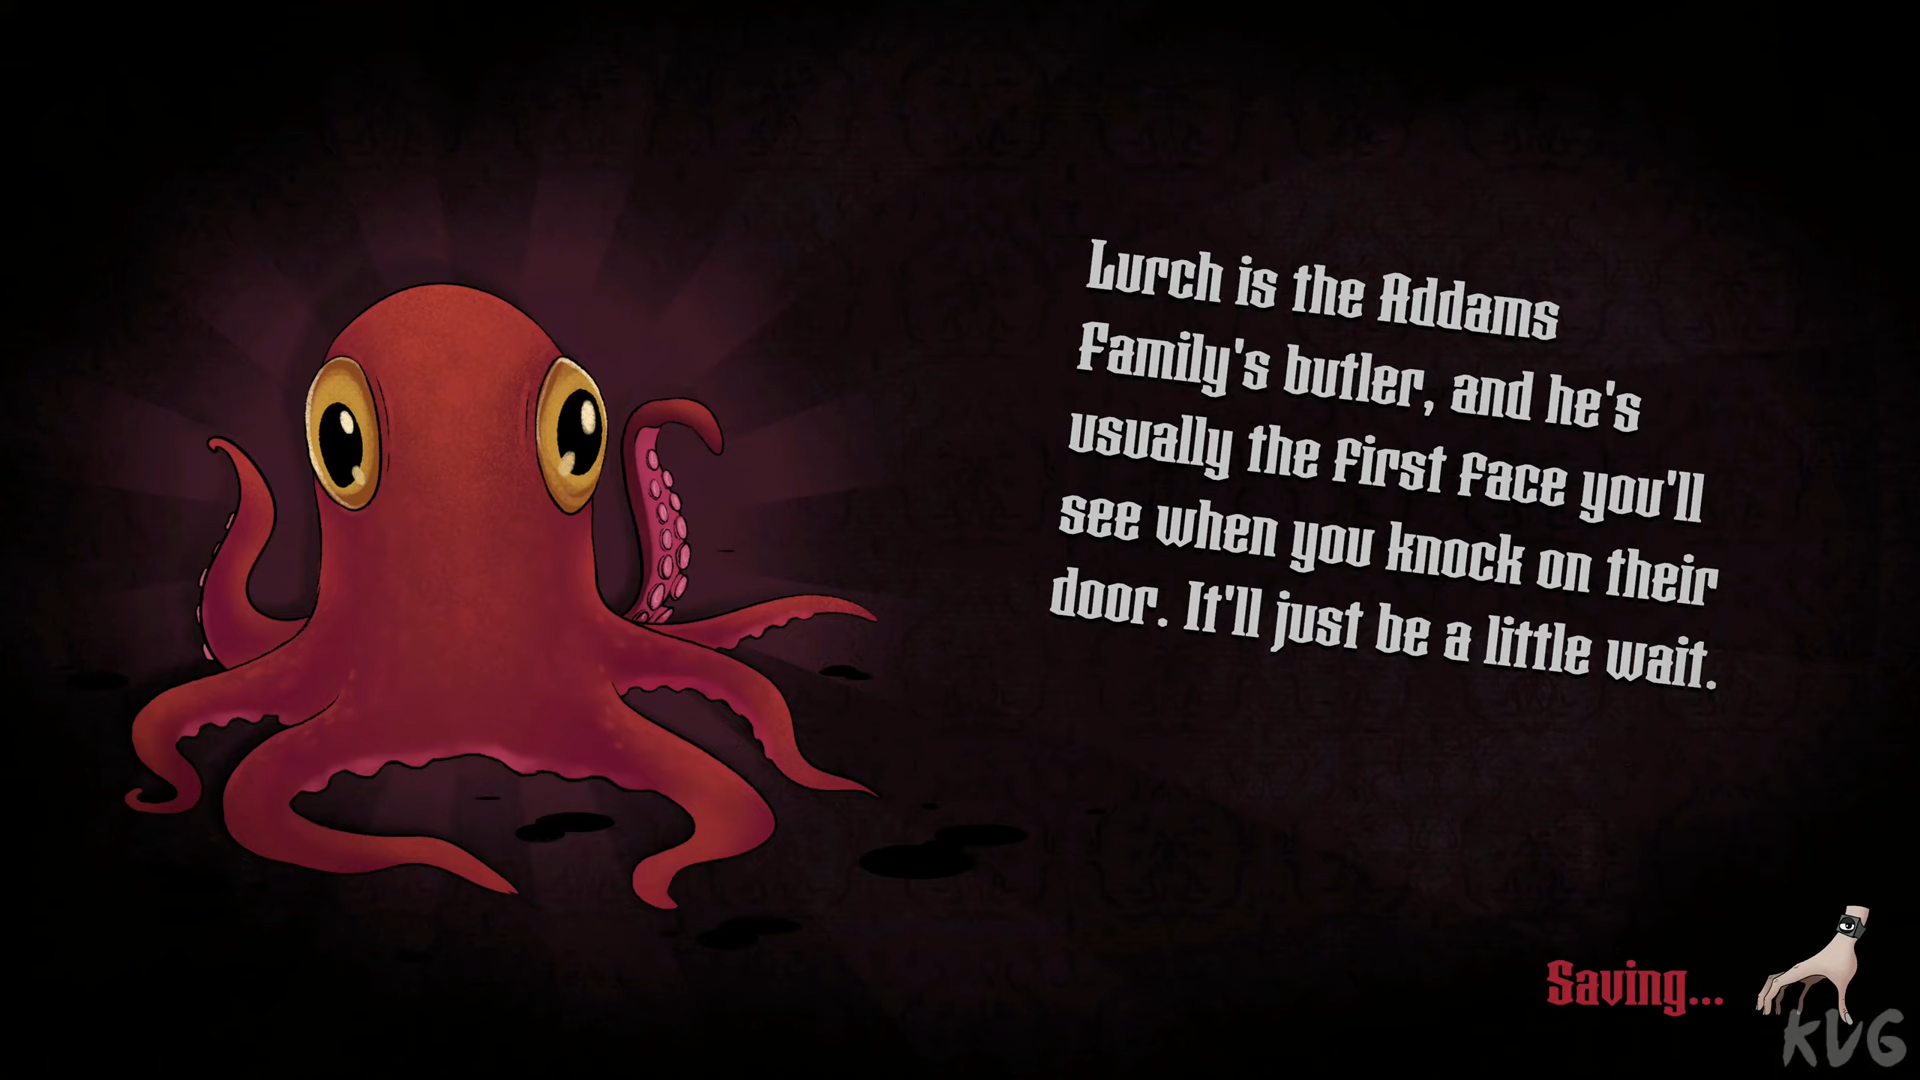 Lurch is the Addams
Family's butler, and he's
usually the first face you'll
see when you knock on their
door. It'll just be a little wait.
Saving...
KVG